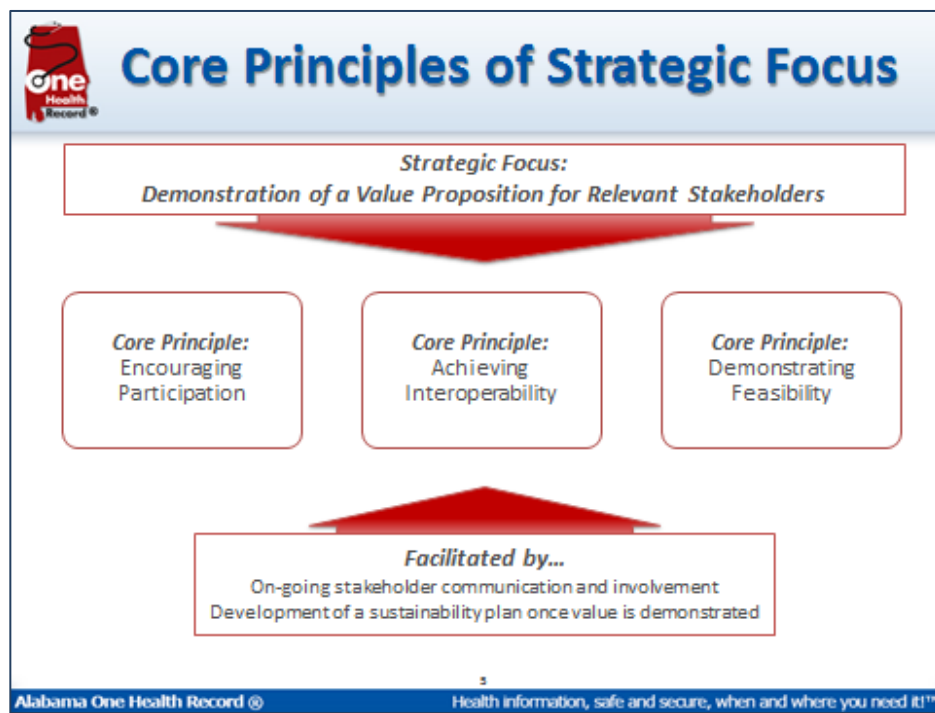 One
Health
Record ®
Core Principles of Strategic Focus
Strategic Focus:
Demonstration of a Value Proposition for Relevant Stakeholders
Core Principle:
Encouraging
Participation
Core Principle:
Achieving
Interoperability
Core Principle:
Demonstrating
Feasibility
Facilitated by...
On-going stakeholder communication and involvement
Development of a sustainability plan once value is demonstrated
Alabama One Health Record ®
Health information, safe and secure, when and where you need it!™